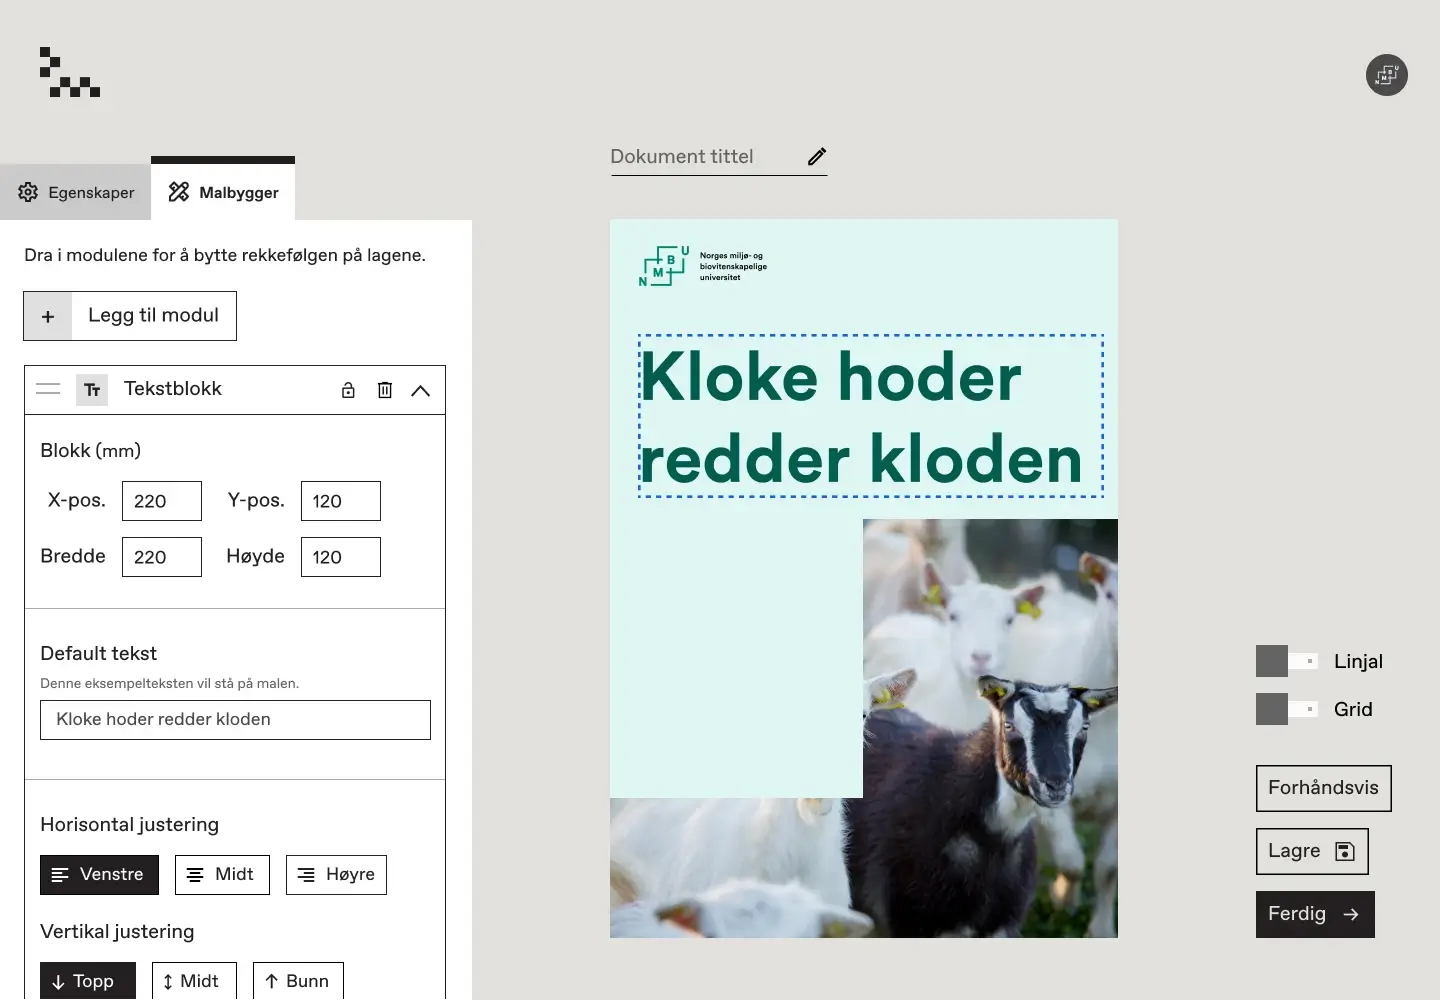 N M B U
Dokument tittel
Egenskaper
Malbygger
Dra i modulene for å bytte rekkefølgen på lagene.
+ Legg til modul
TT Tekstblokk
Blokk (mm)
X-pos. 220 Y-pos. 120
Bredde 220 Høyde 120
Default tekst
Denne eksempelteksten vil stå på malen.
Kloke hoder redder kloden
Horisontal justering
Venstre Midt Høyre
Vertikal justering
Topp Midt Bunn
N M B U
Norges miljø- og
biovitenskapelige
universitet
Kloke hoder
redder kloden
Linjal
Grid
Forhåndsvis
Lagre
Ferdig